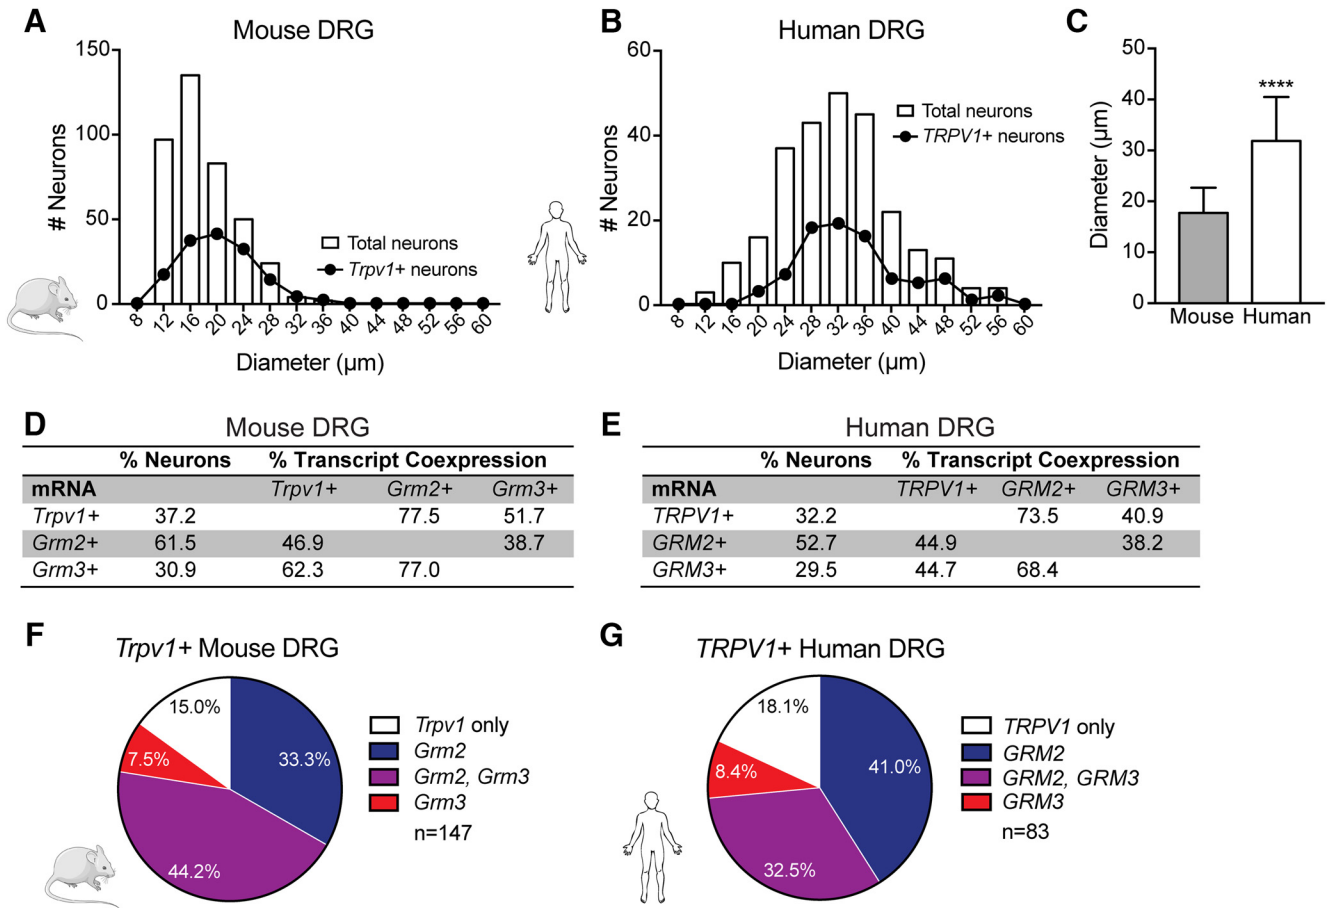 A
Mouse DRG
150
100
50
0
# Neurons
Total neurons
Trpv1+ neurons
8 12 16 20 24 28 32 36 40 44 48 52 56 60
Diameter (µm)
B
Human DRG
60
40
20
0
# Neurons
Total neurons
TRPV1+ neurons
8 12 16 20 24 28 32 36 40 44 48 52 56 60
Diameter (µm)
C
50
40
30
20
10
0
Diameter (µm)
****
Mouse Human
D
Mouse DRG
% Neurons % Transcript Coexpression
mRNA Trpv1+ Grm2+ Grm3+
Trpv1+ 37.2 77.5 51.7
Grm2+ 61.5 46.9 38.7
Grm3+ 30.9 62.3 77.0
E
Human DRG
% Neurons % Transcript Coexpression
mRNA TRPV1+ GRM2+ GRM3+
TRPV1+ 32.2 73.5 40.9
GRM2+ 52.7 44.9 38.2
GRM3+ 29.5 44.7 68.4
F
Trpv1+ Mouse DRG
15.0%
7.5%
33.3%
44.2%
Trpv1 only
Grm2
Grm2, Grm3
Grm3
n=147
G
TRPV1+ Human DRG
18.1%
8.4%
41.0%
32.5%
TRPV1 only
GRM2
GRM2, GRM3
GRM3
n=83